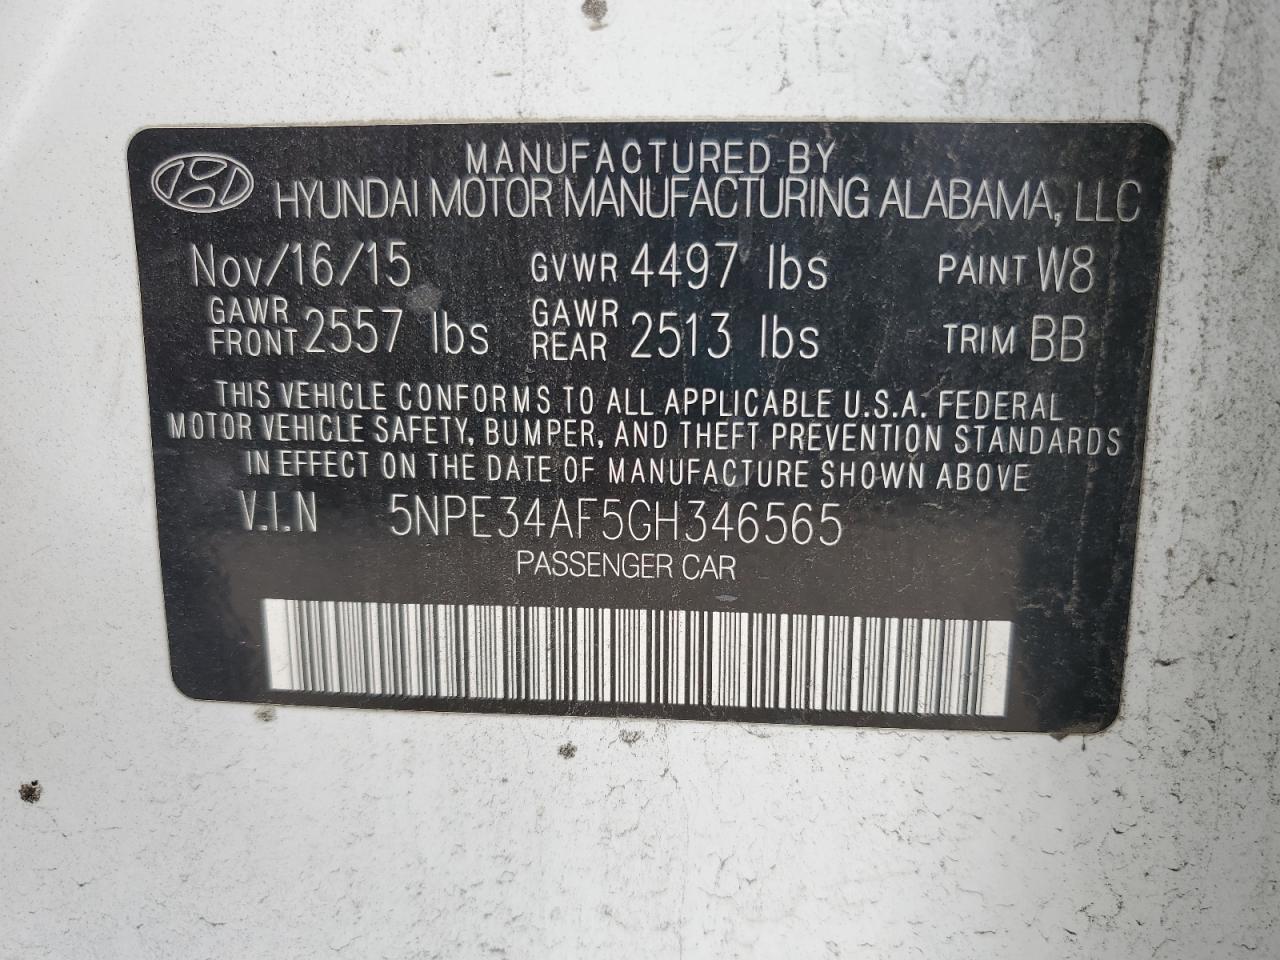 MANUFACTURED BY
HYUNDAI MOTOR MANUFACTURING ALABAMA, LLC
Nov/16/15 GVWR 4497 lbs PAINT W8
GAWR FRONT 2557 lbs GAWR REAR 2513 lbs TRIM BB
THIS VEHICLE CONFORMS TO ALL APPLICABLE U.S.A. FEDERAL
MOTOR VEHICLE SAFETY, BUMPER, AND THEFT PREVENTION STANDARDS
IN EFFECT ON THE DATE OF MANUFACTURE SHOWN ABOVE
V.I.N 5NPE34AF5GH346565
PASSENGER CAR